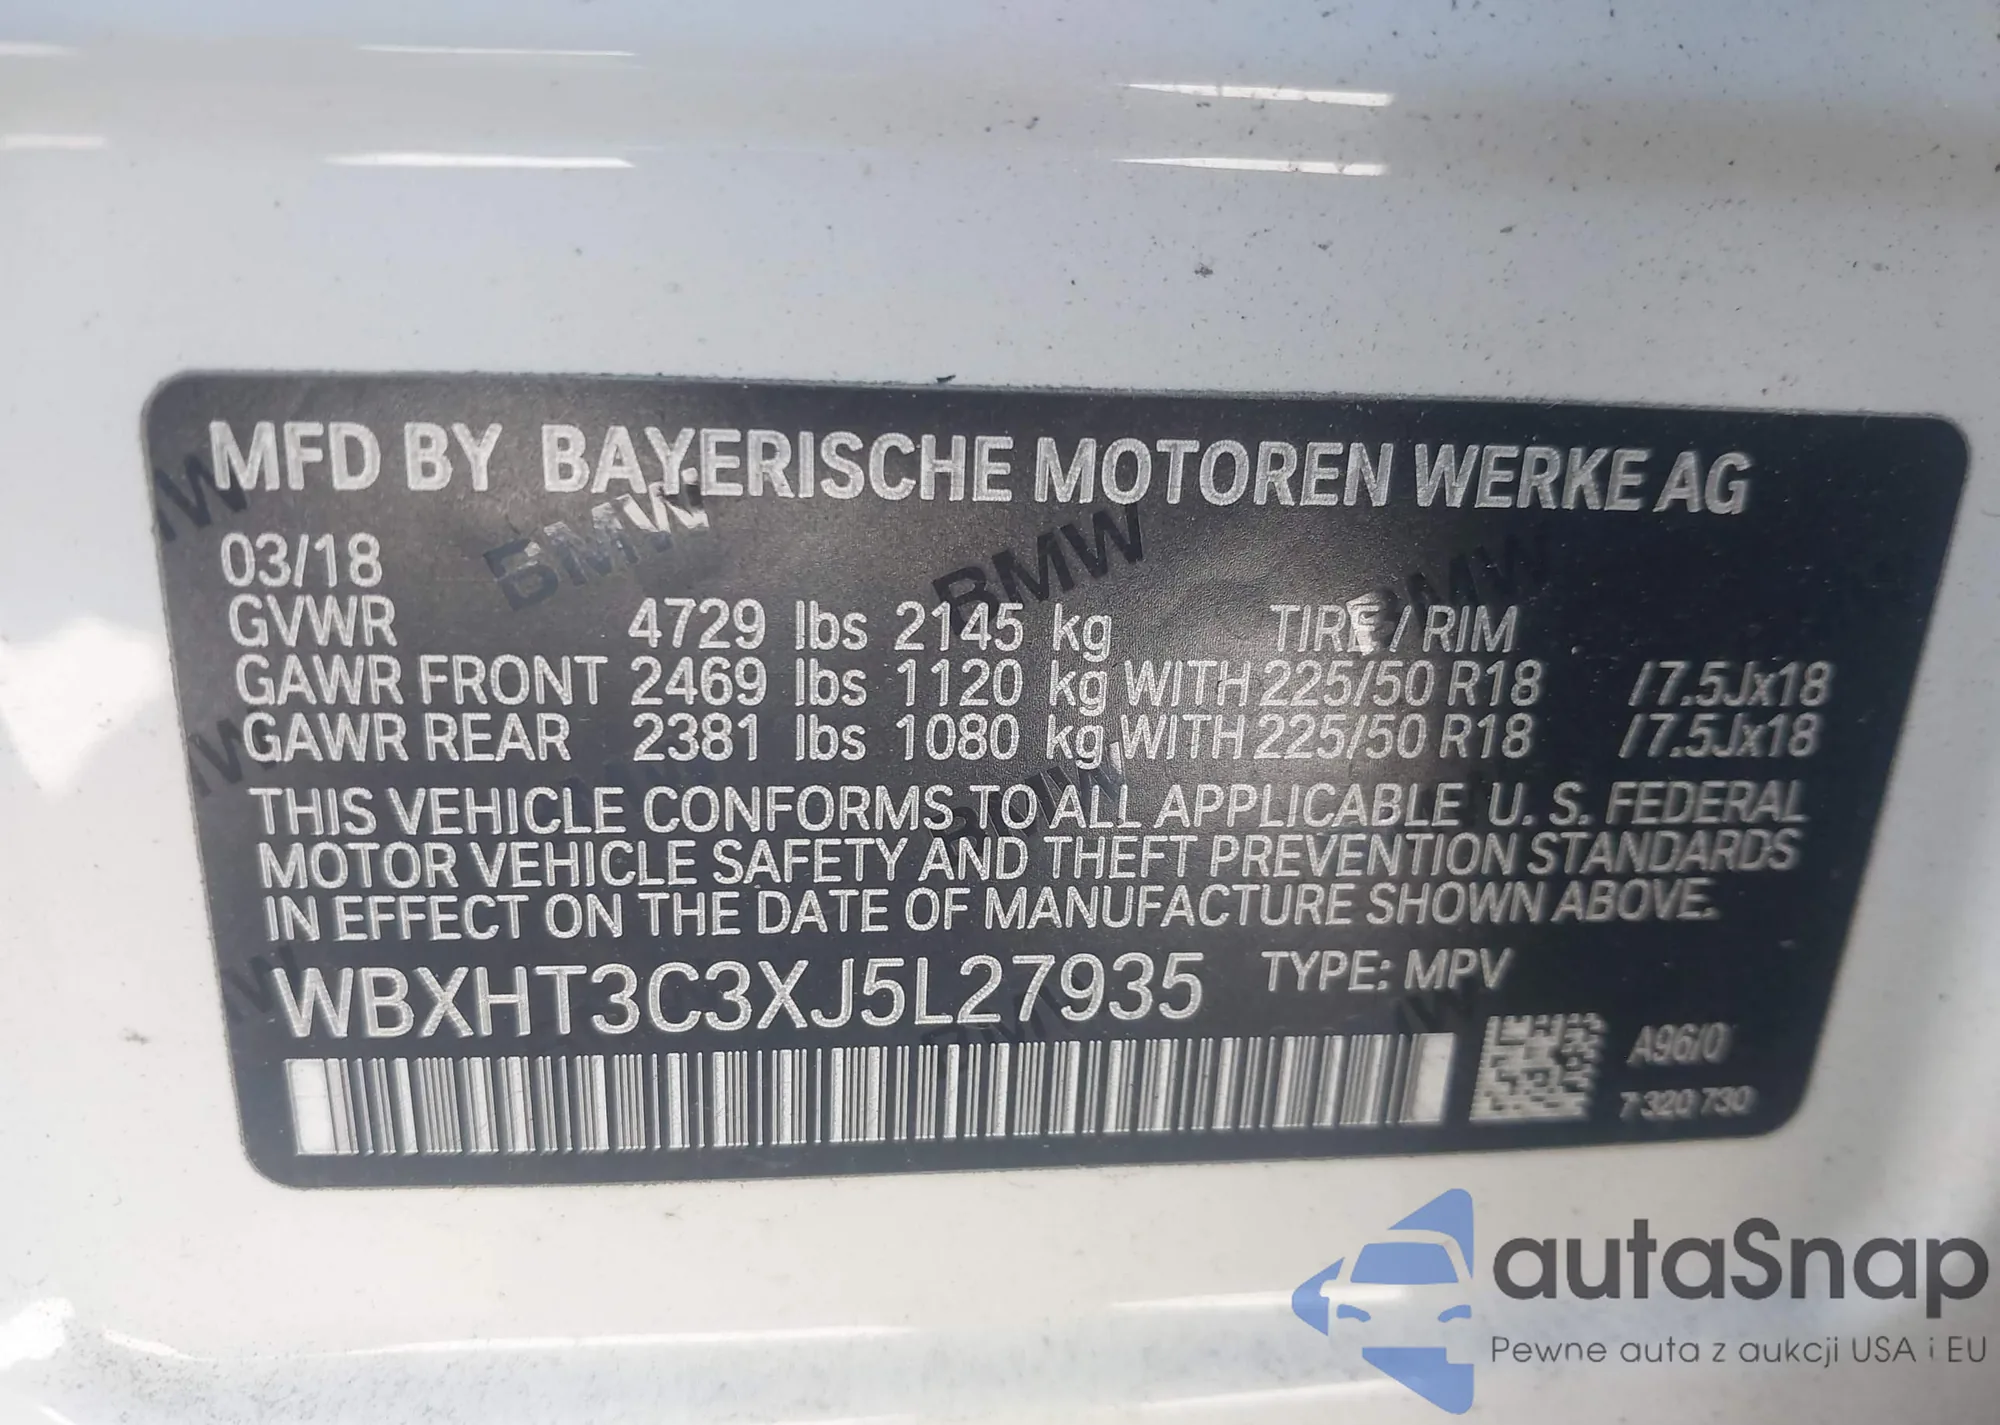 MFD BY BAYERISCHE MOTOREN WERKE AG
03/18
GVWR 4729 lbs 2145 kg TIRE / RIM
GAWR FRONT 2469 lbs 1120 kg WITH 225/50 R18 /7.5Jx18
GAWR REAR 2381 lbs 1080 kg WITH 225/50 R18 /7.5Jx18
THIS VEHICLE CONFORMS TO ALL APPLICABLE U. S. FEDERAL
MOTOR VEHICLE SAFETY AND THEFT PREVENTION STANDARDS
IN EFFECT ON THE DATE OF MANUFACTURE SHOWN ABOVE.
WBXHT3C3XJ5L27935 TYPE: MPV
A96/0
7 320 730
BMW BMW BMW
BMW
autaSnap
Pewne auta z aukcji USA i EU